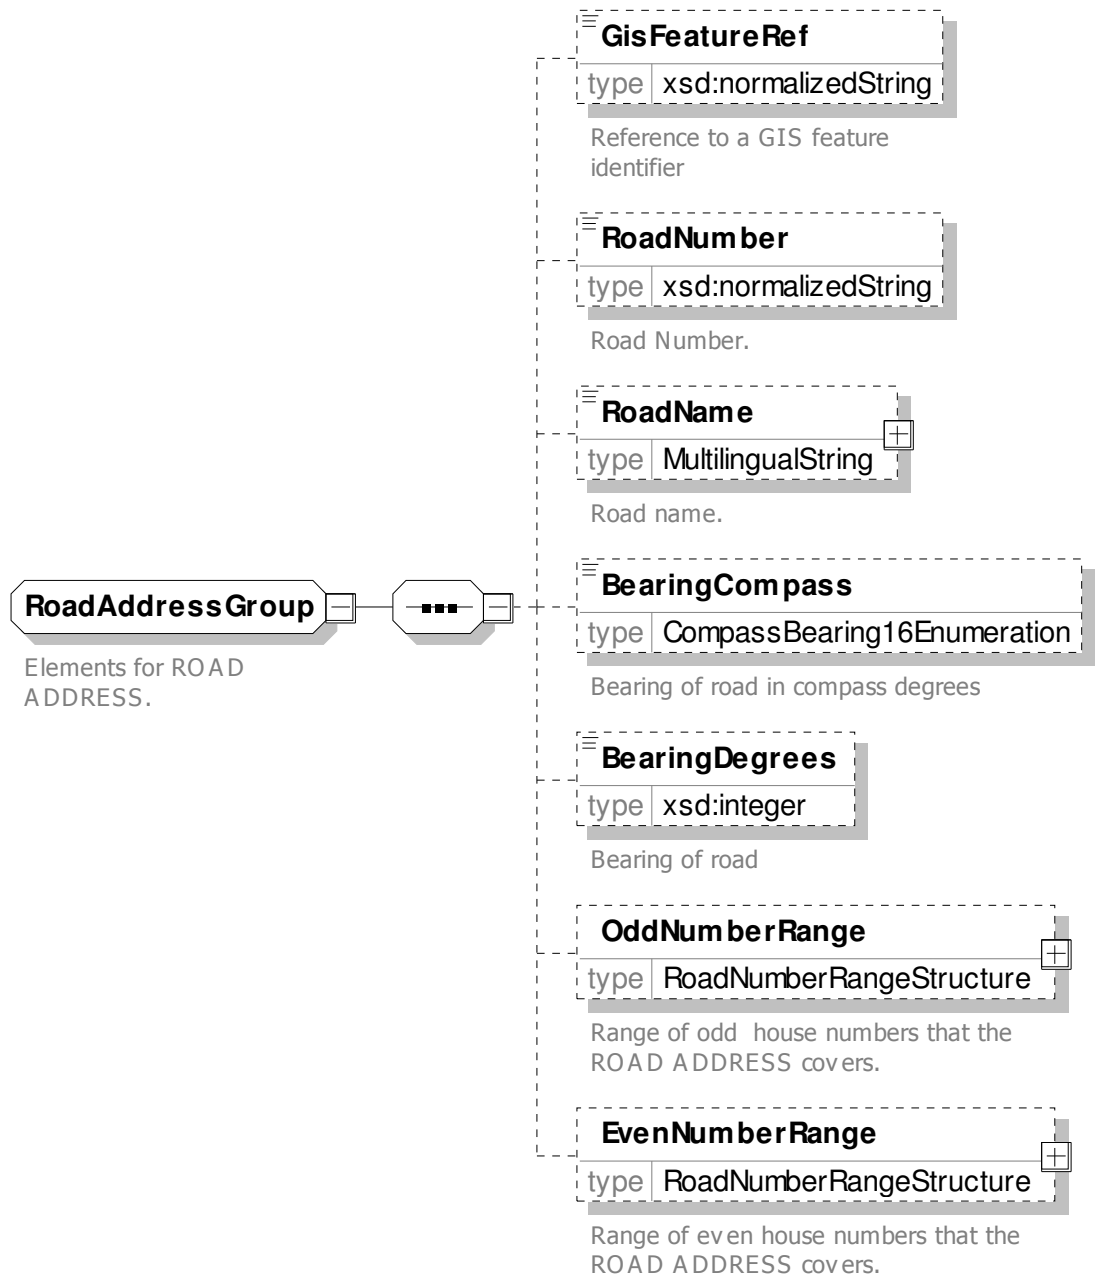 GisFeatureRef
type xsd:normalizedString
Reference to a GIS feature
identifier
RoadNumber
type xsd:normalizedString
Road Number.
RoadName
type MultilingualString
Road name.
RoadAddressGroup
Elements for ROAD
ADDRESS.
BearingCompass
type CompassBearing16Enumeration
Bearing of road in compass degrees
BearingDegrees
type xsd:integer
Bearing of road
OddNumberRange
type RoadNumberRangeStructure
Range of odd house numbers that the
ROAD ADDRESS covers.
EvenNumberRange
type RoadNumberRangeStructure
Range of even house numbers that the
ROAD ADDRESS covers.